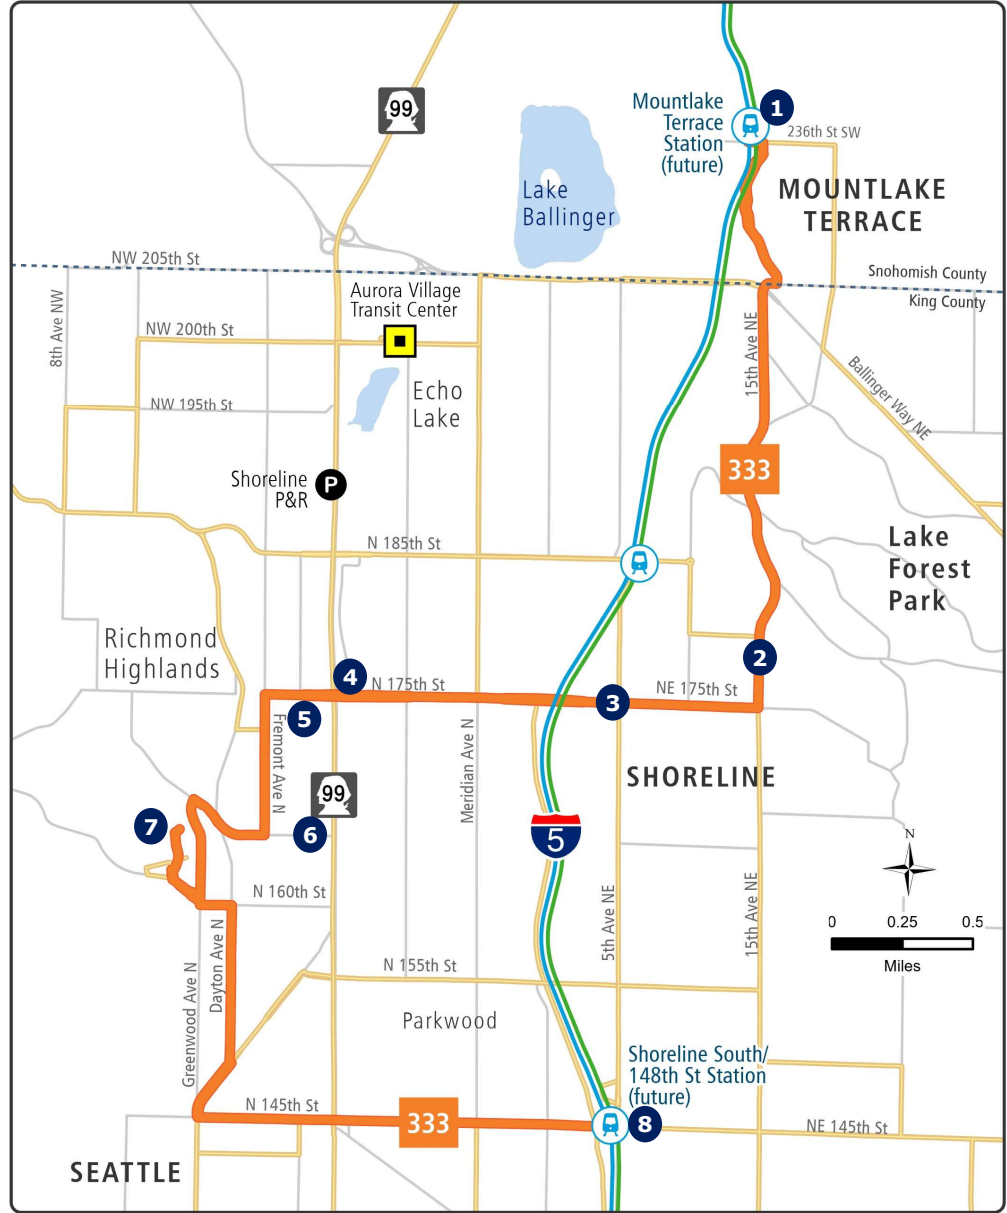 99
1
Mountlake
Terrace
Station
(future)
236th St SW
MOUNTLAKE
TERRACE
Lake
Ballinger
NW 205th St
Snohomish County
King County
8th Ave NW
Aurora Village
Transit Center
NW 200th St
15th Ave NE
Ballinger Way NE
Echo
Lake
NW 195th St
333
Shoreline
P&R
P
N 185th St
Lake
Forest
Park
Richmond
Highlands
2
4
N 175th St
NE 175th St
3
5
Fremont Ave N
Meridian Ave N
SHORELINE
99
7
6
5
N
N 160th St
5th Ave NE
15th Ave NE
0 0.25 0.5
Miles
Dayton Ave N
Greenwood Ave N
N 155th St
Parkwood
Shoreline South/
148th St Station
(future)
N 145th St
333
8
NE 145th St
SEATTLE